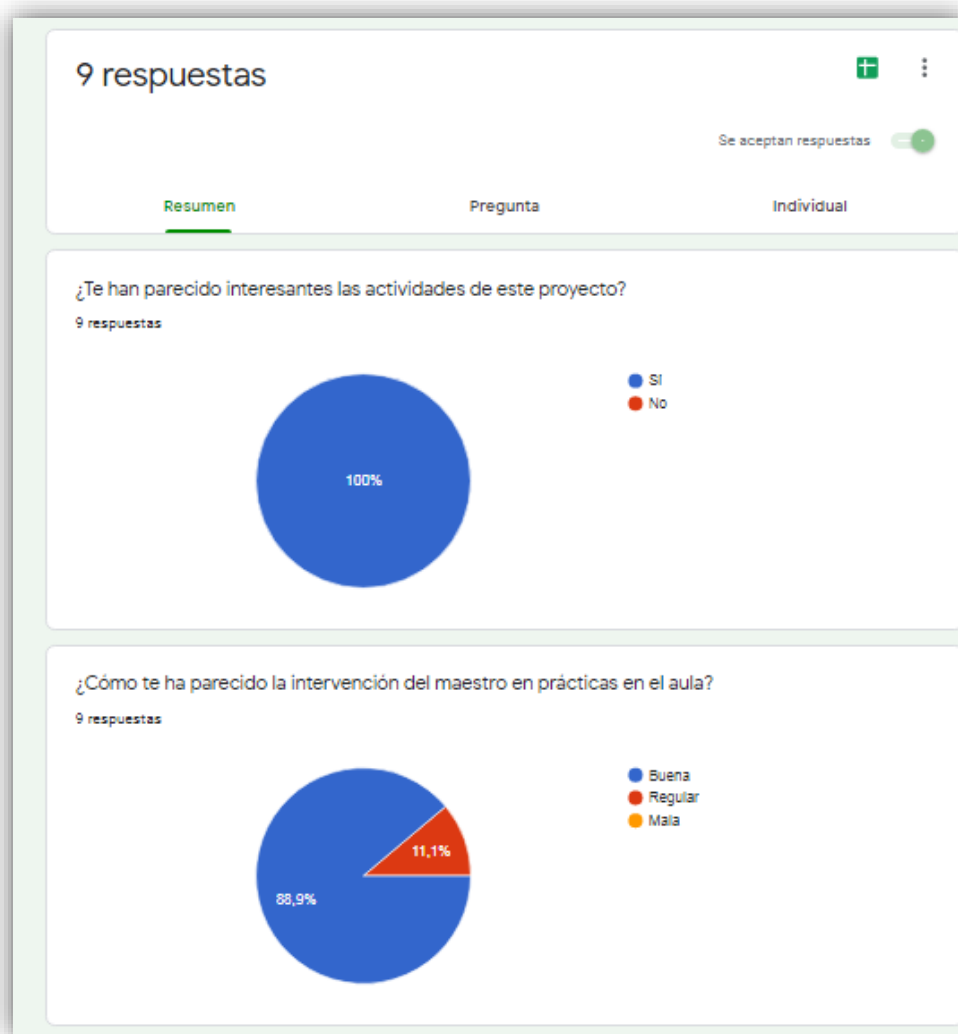 9 respuestas
Se aceptan respuestas
Resumen Pregunta Individual
¿Te han parecido interesantes las actividades de este proyecto?
9 respuestas
Sí
No
100%
¿Cómo te ha parecido la intervención del maestro en prácticas en el aula?
9 respuestas
Buena
Regular
Mala
11,1%
88,9%